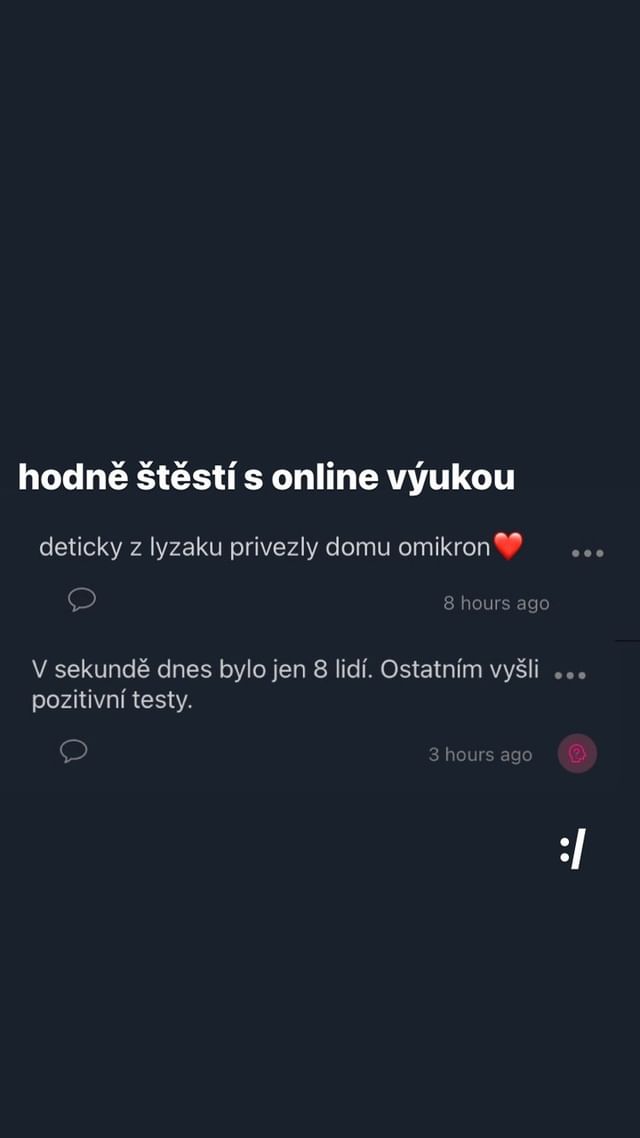 hodně štěstí s online výukou
deticky z lyzaku privezly domu omikron❤️
8 hours ago
V sekundě dnes bylo jen 8 lidí. Ostatním vyšli
pozitivní testy.
3 hours ago
:/